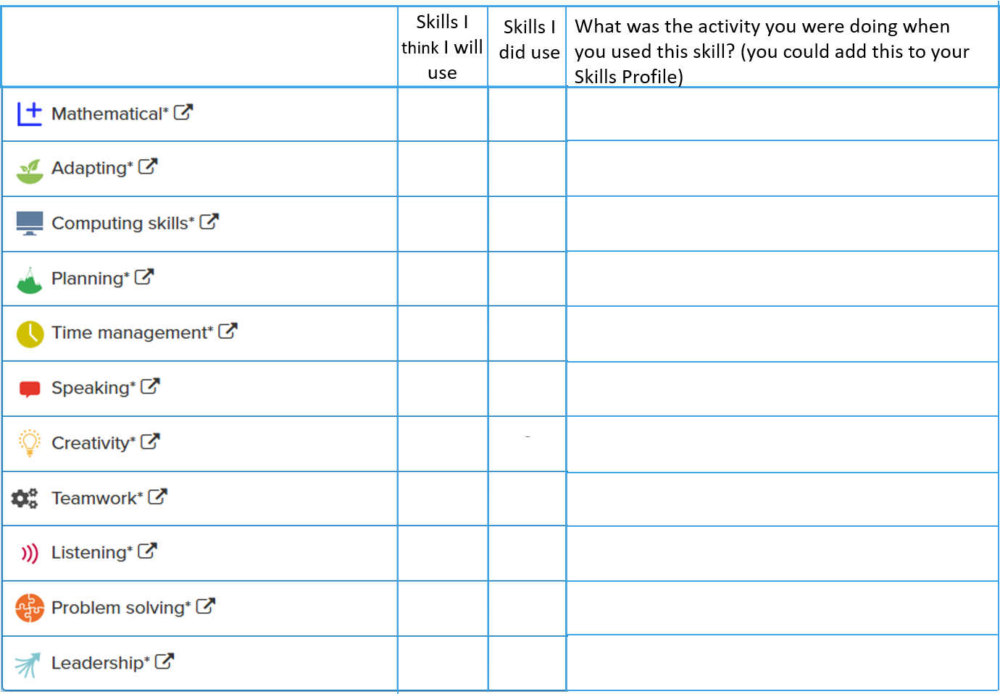 Skills I
think I will
use
Skills I
did use
What was the activity you were doing when
you used this skill? (you could add this to your
Skills Profile)
Mathematical*
Adapting*
Computing skills*
Planning*
Time management*
Speaking*
Creativity*
Teamwork*
Listening*
Problem solving*
Leadership*